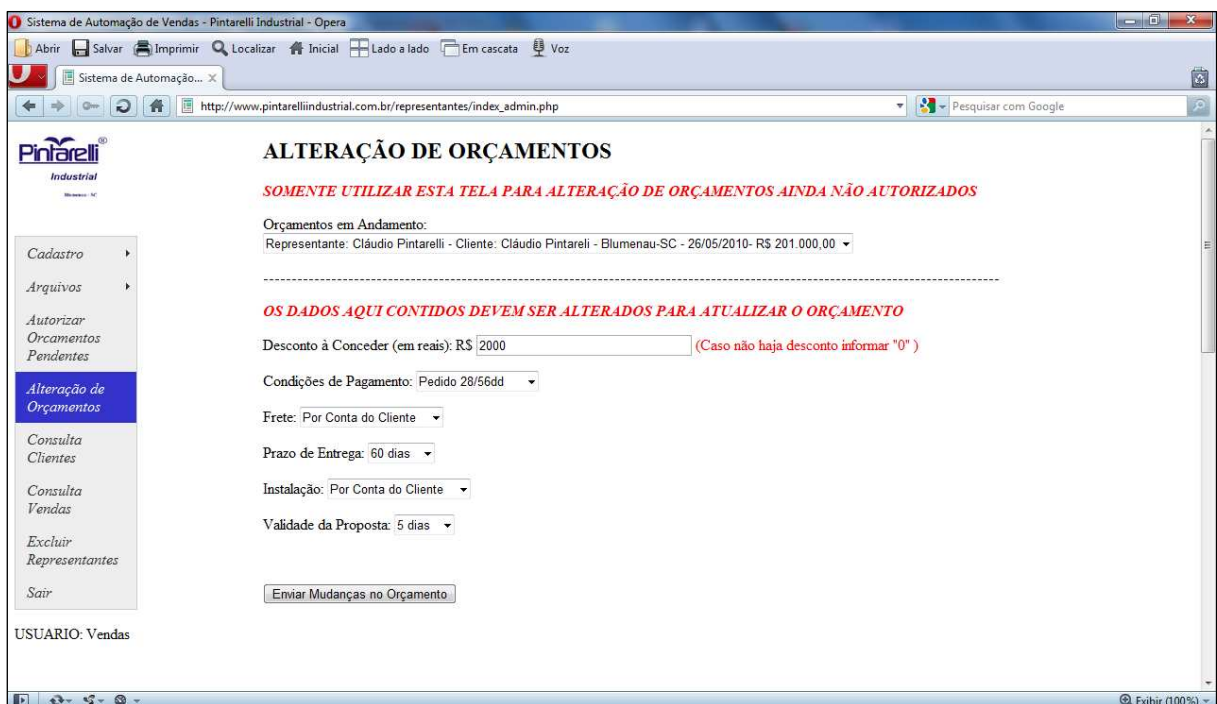 Sistema de Automação de Vendas - Pintarelli Industrial - Opera
Abrir Salvar Imprimir Localizar Inicial Lado a lado Em cascata Voz
Sistema de Automação...
http://www.pintarelliindustrial.com.br/representantes/index_admin.php
Pesquisar com Google
Pintarelli®
Industrial
Blumenau - SC
ALTERAÇÃO DE ORÇAMENTOS
SOMENTE UTILIZAR ESTA TELA PARA ALTERAÇÃO DE ORÇAMENTOS AINDA NÃO AUTORIZADOS
Orçamentos em Andamento:
Representante: Cláudio Pintarelli - Cliente: Cláudio Pintareli - Blumenau-SC - 26/05/2010- R$ 201.000,00
OS DADOS AQUI CONTIDOS DEVEM SER ALTERADOS PARA ATUALIZAR O ORÇAMENTO
Desconto à Conceder (em reais): R$ 2000 (Caso não haja desconto informar "0" )
Condições de Pagamento: Pedido 28/56dd
Frete: Por Conta do Cliente
Prazo de Entrega: 60 dias
Instalação: Por Conta do Cliente
Validade da Proposta: 5 dias
Enviar Mudanças no Orçamento
Cadastro
Arquivos
Autorizar
Orcamentos
Pendentes
Alteração de
Orçamentos
Consulta
Clientes
Consulta
Vendas
Excluir
Representantes
Sair
USUARIO: Vendas
Exibir (100%)